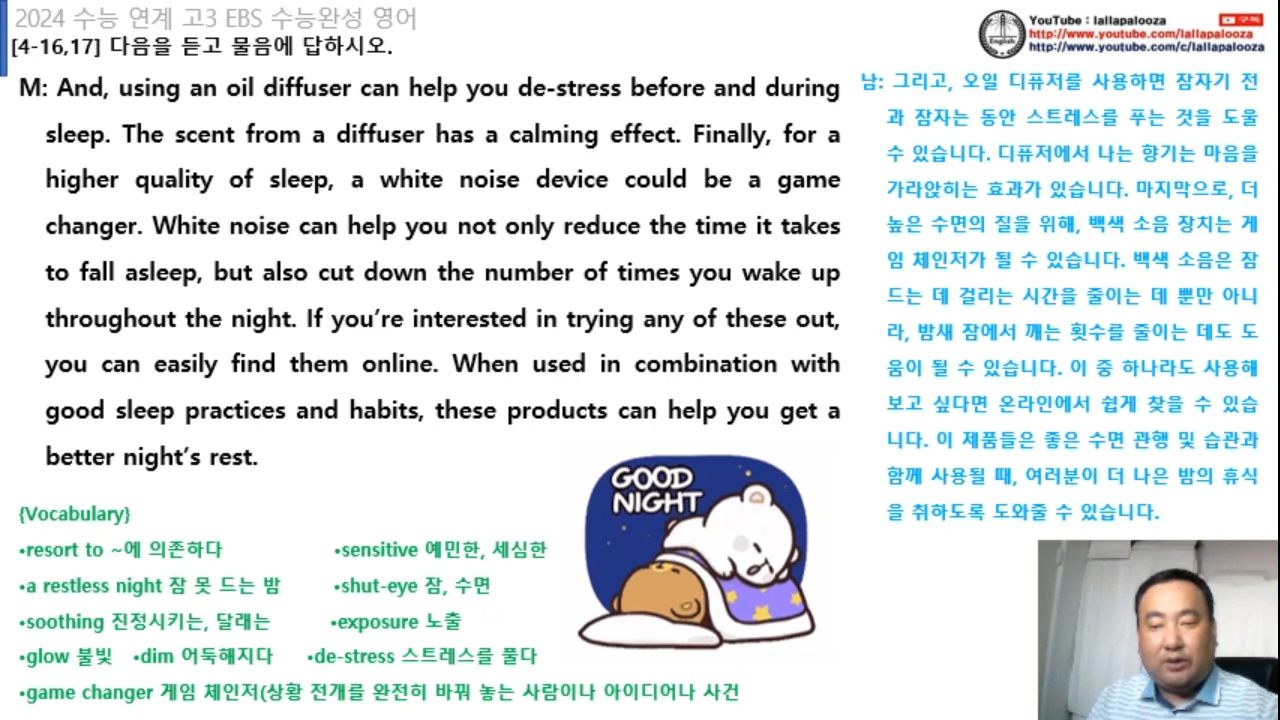 2024 수능 연계 고3 EBS 수능완성 영어
[4-16,17] 다음을 듣고 물음에 답하시오.
YouTube : lallapalooza
구독
http://www.youtube.com/lallapalooza
http://www.youtube.com/c/lallapalooza
English
M: And, using an oil diffuser can help you de-stress before and during
sleep. The scent from a diffuser has a calming effect. Finally, for a
higher quality of sleep, a white noise device could be a game
changer. White noise can help you not only reduce the time it takes
to fall asleep, but also cut down the number of times you wake up
throughout the night. If you’re interested in trying any of these out,
you can easily find them online. When used in combination with
good sleep practices and habits, these products can help you get a
better night’s rest.
남: 그리고, 오일 디퓨저를 사용하면 잠자기 전
과 잠자는 동안 스트레스를 푸는 것을 도울
수 있습니다. 디퓨저에서 나는 향기는 마음을
가라앉히는 효과가 있습니다. 마지막으로, 더
높은 수면의 질을 위해, 백색 소음 장치는 게
임 체인저가 될 수 있습니다. 백색 소음은 잠
드는 데 걸리는 시간을 줄이는 데 뿐만 아니
라, 밤새 잠에서 깨는 횟수를 줄이는 데도 도
움이 될 수 있습니다. 이 중 하나라도 사용해
보고 싶다면 온라인에서 쉽게 찾을 수 있습
니다. 이 제품들은 좋은 수면 관행 및 습관과
함께 사용될 때, 여러분이 더 나은 밤의 휴식
을 취하도록 도와줄 수 있습니다.
GOOD
NIGHT
{Vocabulary}
•resort to ~에 의존하다 •sensitive 예민한, 세심한
•a restless night 잠 못 드는 밤 •shut-eye 잠, 수면
•soothing 진정시키는, 달래는 •exposure 노출
•glow 불빛 •dim 어둑해지다 •de-stress 스트레스를 풀다
•game changer 게임 체인저(상황 전개를 완전히 바꿔 놓는 사람이나 아이디어나 사건